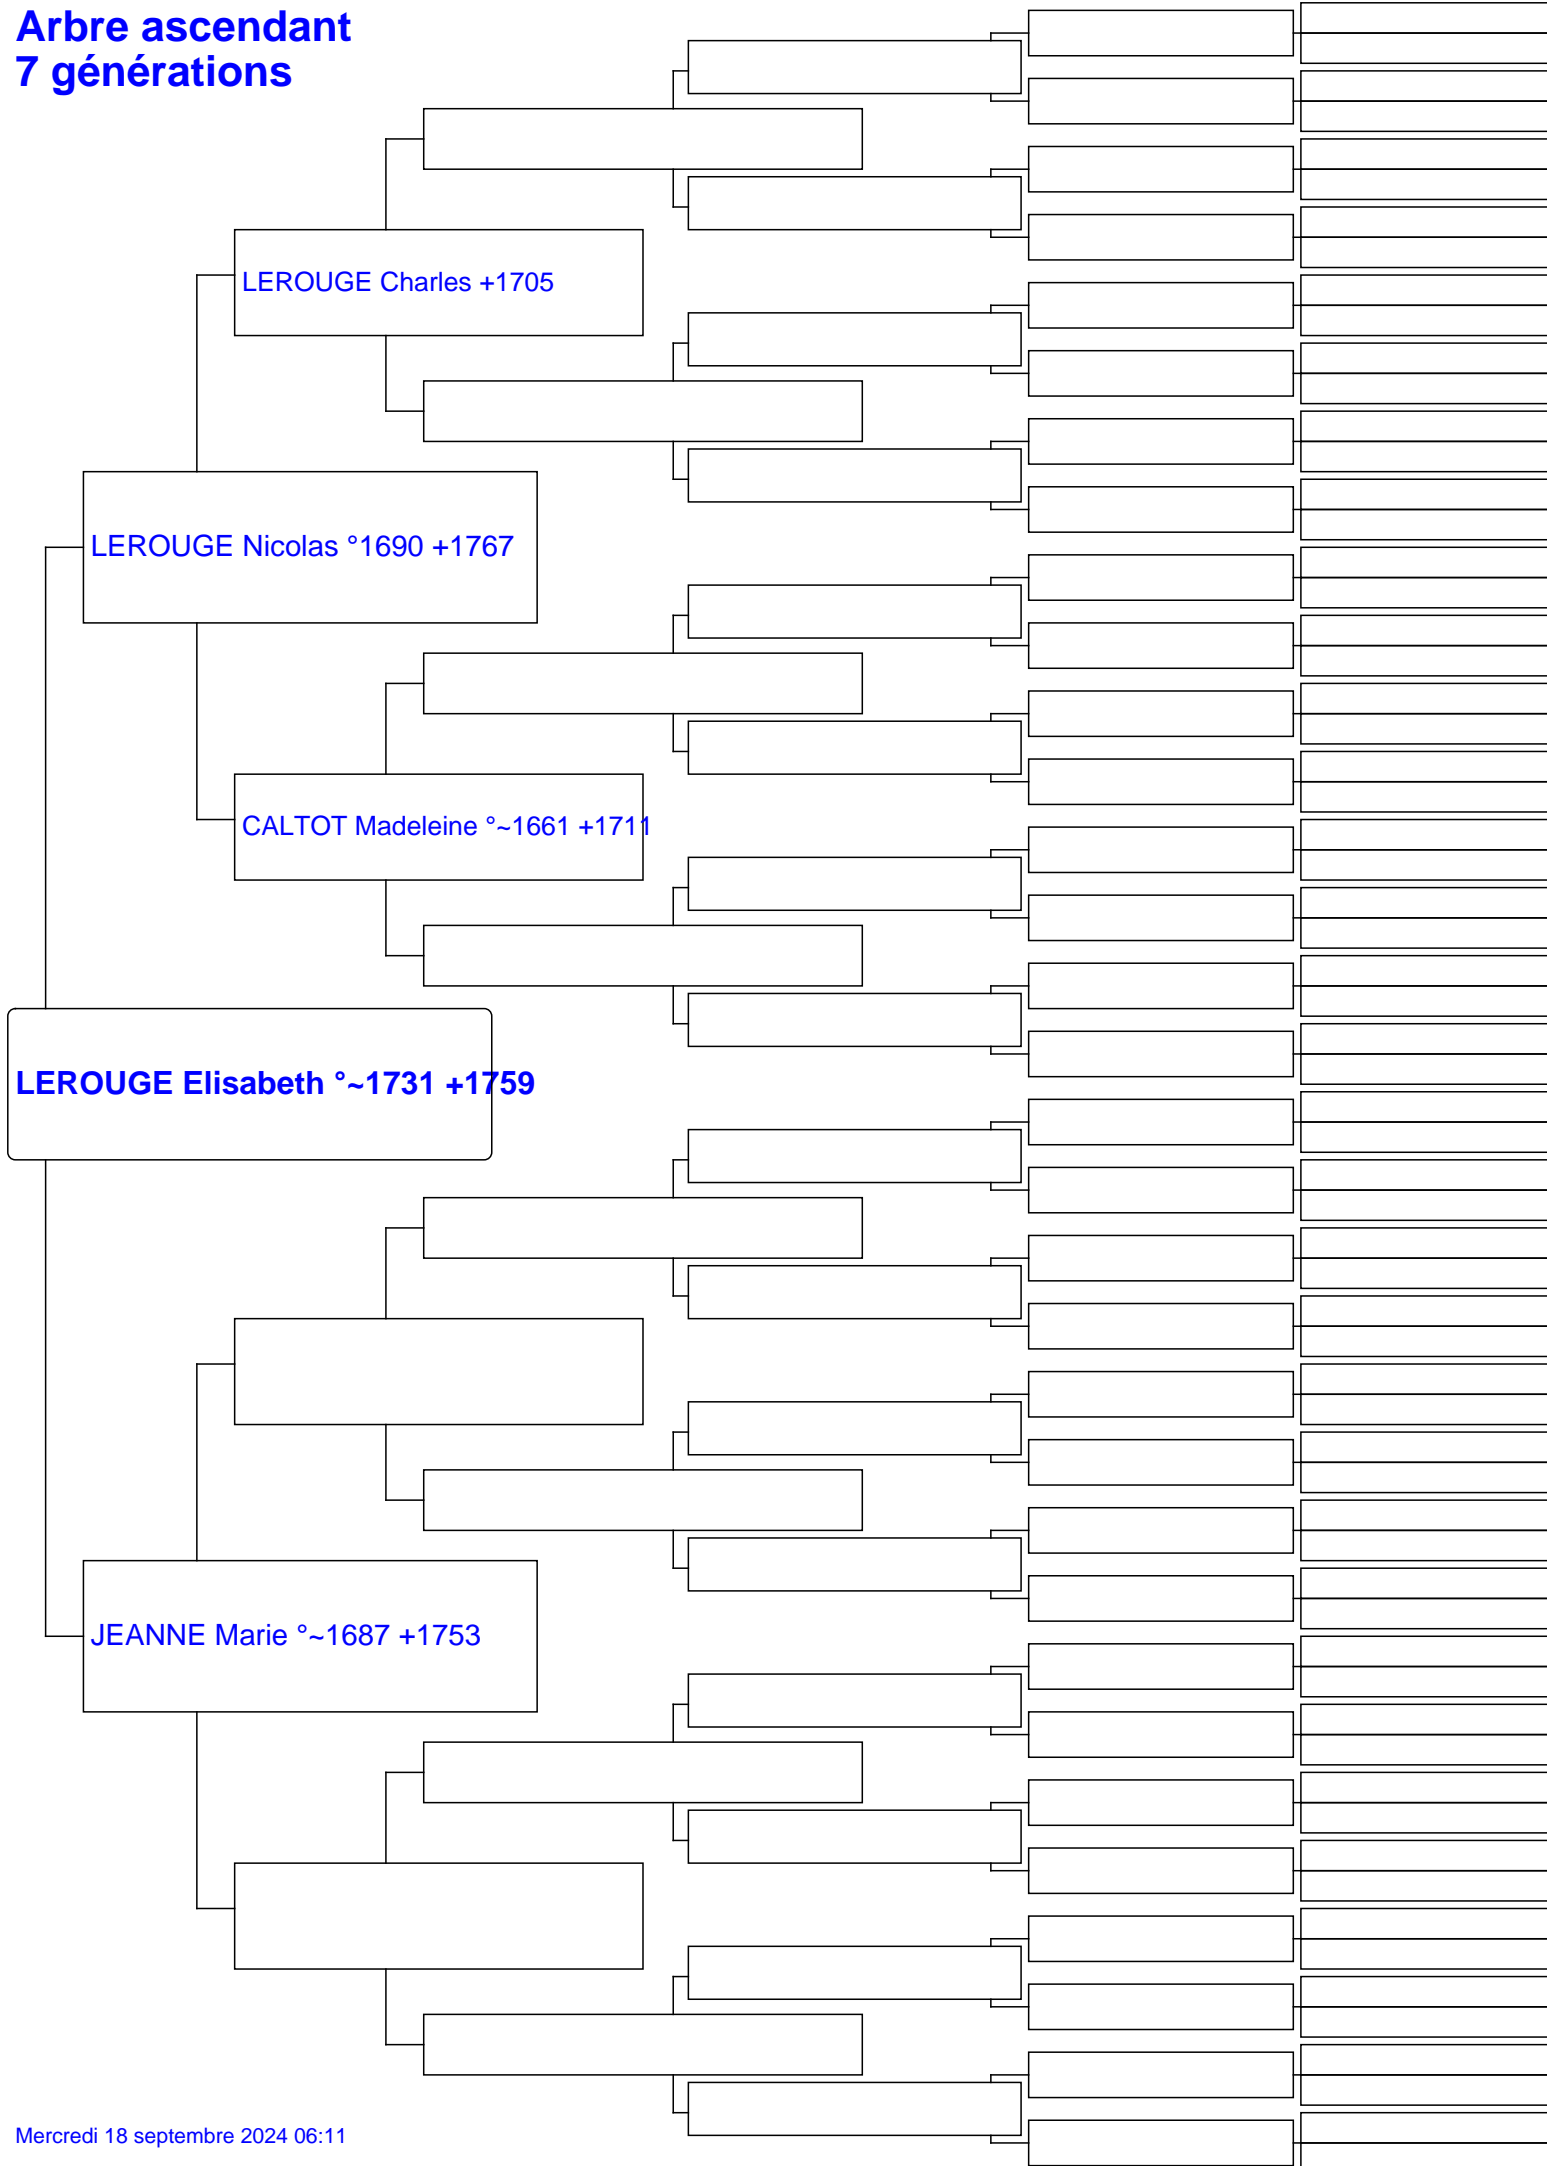 Arbre ascendant
7 générations
LEROUGE Charles +1705
LEROUGE Nicolas °1690 +1767
CALTOT Madeleine °~1661 +1711
LEROUGE Elisabeth °~1731 +1759
JEANNE Marie °~1687 +1753
Mercredi 18 septembre 2024 06:11